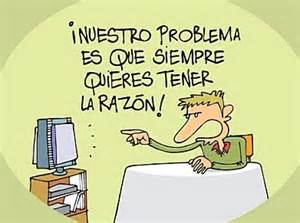 ¡NUESTRO PROBLEMA
ES QUE SIEMPRE
QUIERES TENER
LA RAZÓN!